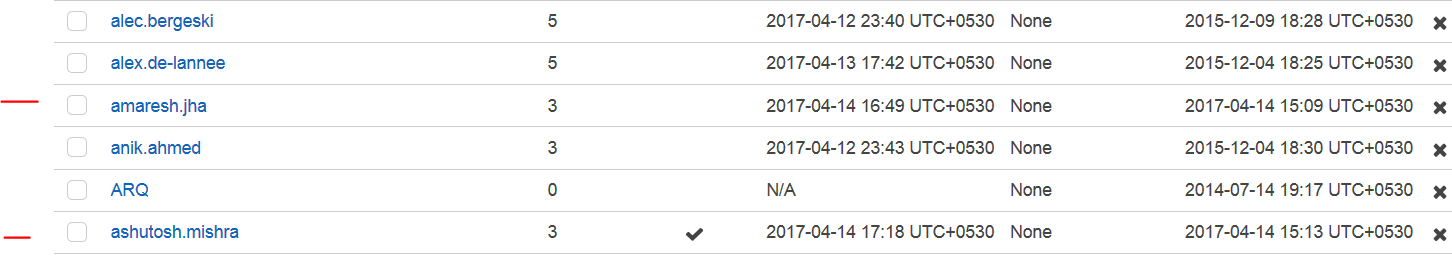 alec.bergeski 5 2017-04-12 23:40 UTC+0530 None 2015-12-09 18:28 UTC+0530
alex.de-lannee 5 2017-04-13 17:42 UTC+0530 None 2015-12-04 18:25 UTC+0530
amaresh.jha 3 2017-04-14 16:49 UTC+0530 None 2017-04-14 15:09 UTC+0530
anik.ahmed 3 2017-04-12 23:43 UTC+0530 None 2015-12-04 18:30 UTC+0530
ARQ 0 N/A None 2014-07-14 19:17 UTC+0530
ashutosh.mishra 3 2017-04-14 17:18 UTC+0530 None 2017-04-14 15:13 UTC+0530